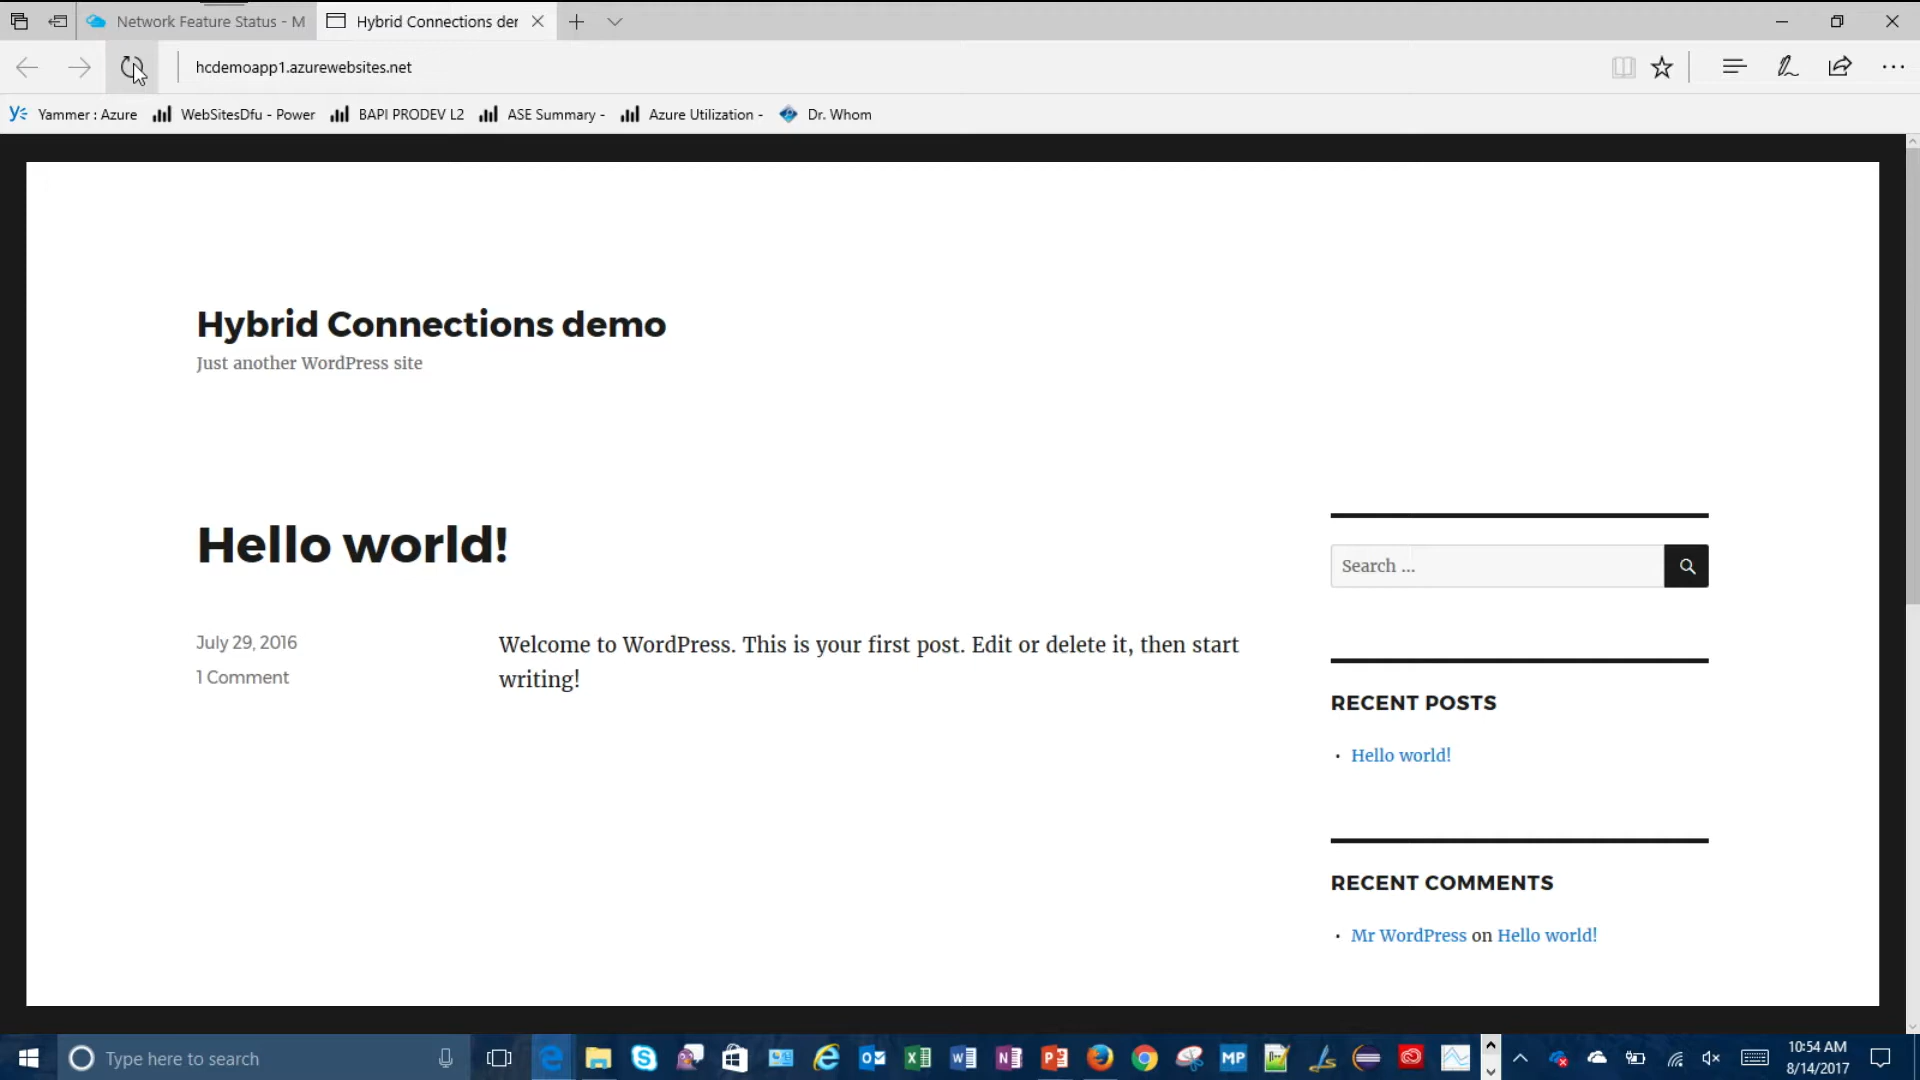 Network Feature Status - M
Hybrid Connections der
hcdemoapp1.azurewebsites.net
Yammer : Azure
WebSitesDfu - Power
BAPI PRODEV L2
ASE Summary -
Azure Utilization -
Dr. Whom
Hybrid Connections demo
Just another WordPress site
Hello world!
Search ...
July 29, 2016
1 Comment
Welcome to WordPress. This is your first post. Edit or delete it, then start
writing!
RECENT POSTS
Hello world!
RECENT COMMENTS
Mr WordPress on Hello world!
Type here to search
MP
10:54 AM
8/14/2017